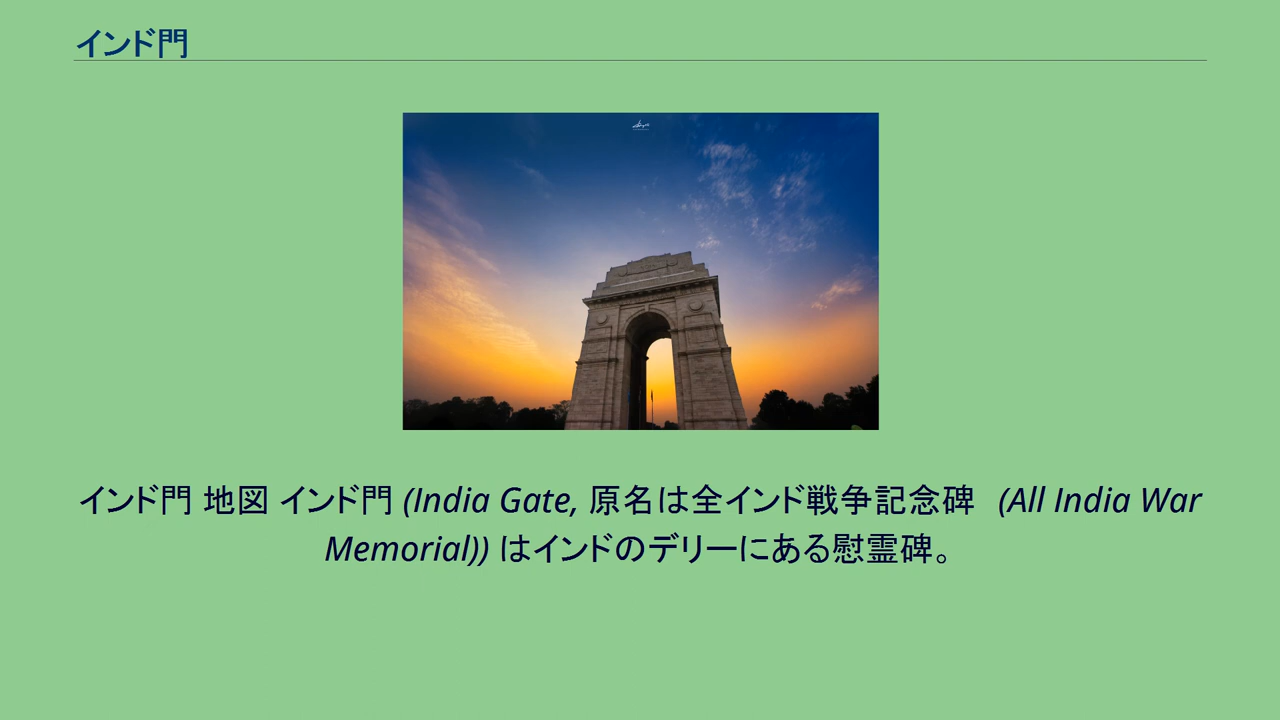 インド門
インド門 地図 インド門 (India Gate, 原名は全インド戦争記念碑 (All India War
Memorial)) はインドのデリーにある慰霊碑。